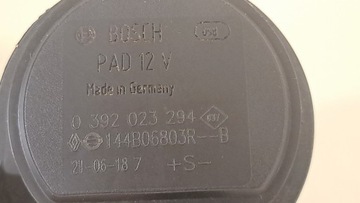 BOSCH
PAD 12 V
Made in Germany
0 392 023 294
144B06803R--B
21-06-18 7 +S-